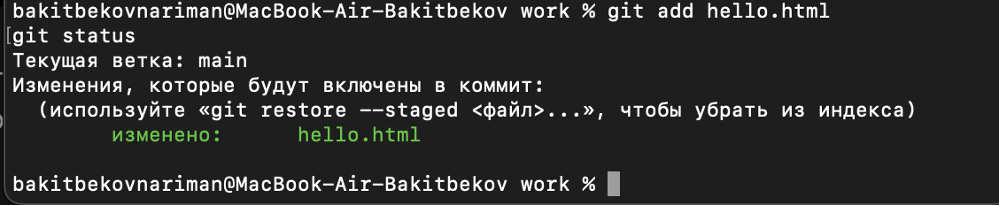 bakitbekovnariman@MacBook-Air-Bakitbekov work % git add hello.html
[git status
Текущая ветка: main
Изменения, которые будут включены в коммит:
  (используйте «git restore --staged <файл>...», чтобы убрать из индекса)
        изменено:      hello.html

bakitbekovnariman@MacBook-Air-Bakitbekov work %